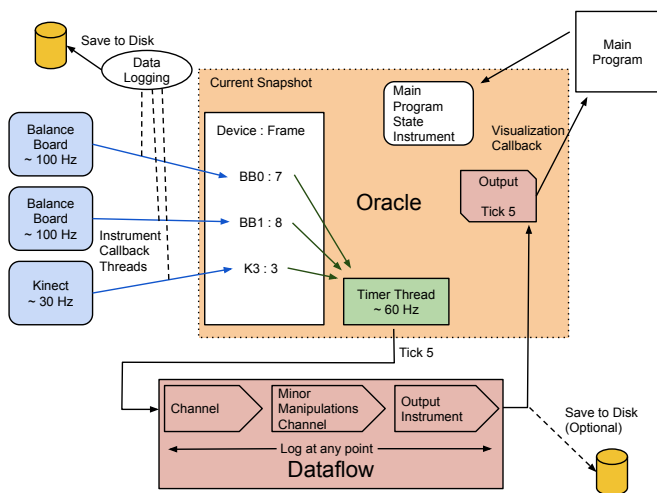 Save to Disk
Data
Logging
Main
Program
Current Snapshot
Main
Program
State
Instrument
Balance
Board
~ 100 Hz
Device : Frame
Visualization
Callback
BB0 : 7
Output
Tick 5
Balance
Board
~ 100 Hz
BB1 : 8
Oracle
Instrument
Callback
Threads
K3 : 3
Kinect
~ 30 Hz
Timer Thread
~ 60 Hz
Tick 5
Channel
Minor
Manipulations
Channel
Output
Instrument
Save to Disk
(Optional)
Log at any point
Dataflow